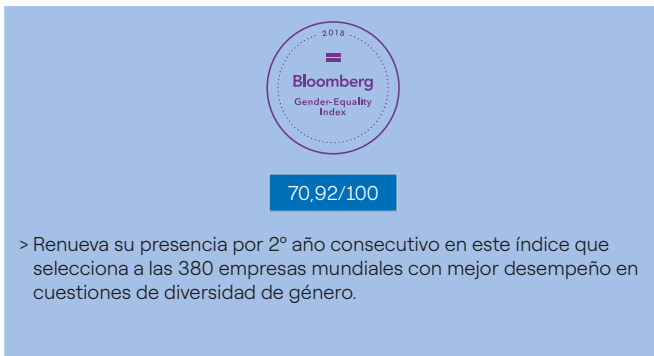 2018
Bloomberg
Gender-Equality
Index
70,92/100
> Renueva su presencia por 2º año consecutivo en este índice que
selecciona a las 380 empresas mundiales con mejor desempeño en
cuestiones de diversidad de género.